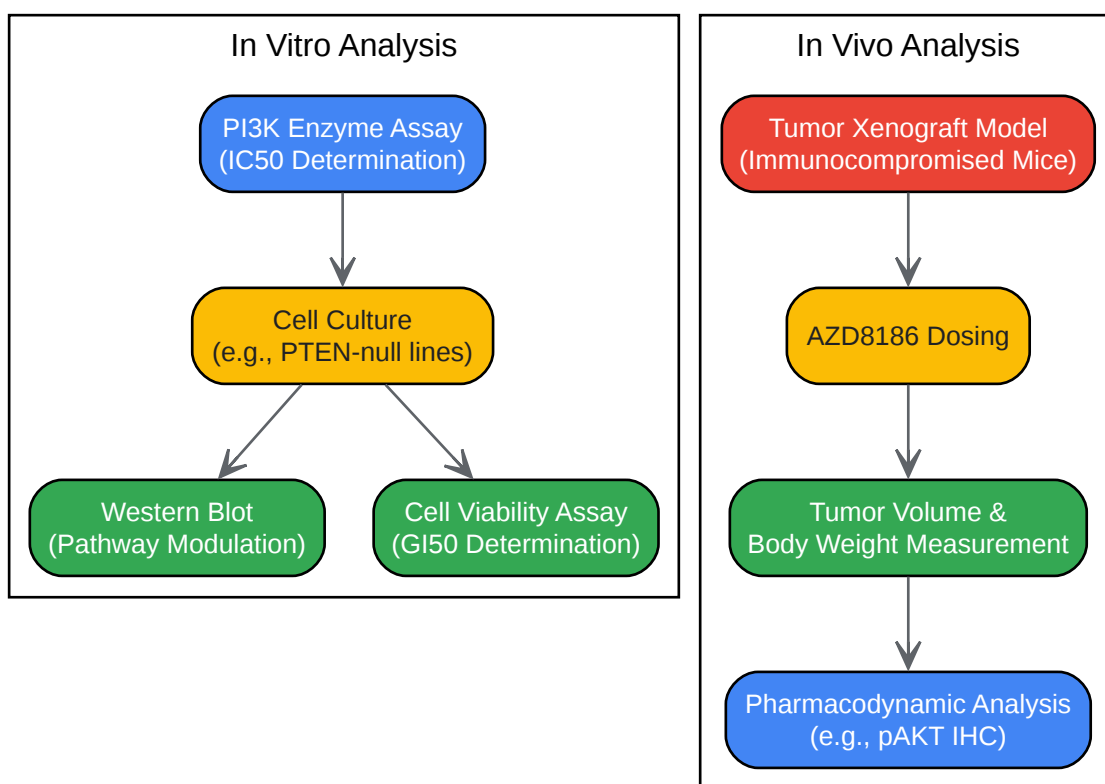 In Vitro Analysis
PI3K Enzyme Assay
(IC50 Determination)
Cell Culture
(e.g., PTEN-null lines)
Western Blot
(Pathway Modulation)
Cell Viability Assay
(GI50 Determination)
In Vivo Analysis
Tumor Xenograft Model
(Immunocompromised Mice)
AZD8186 Dosing
Tumor Volume &
Body Weight Measurement
Pharmacodynamic Analysis
(e.g., pAKT IHC)